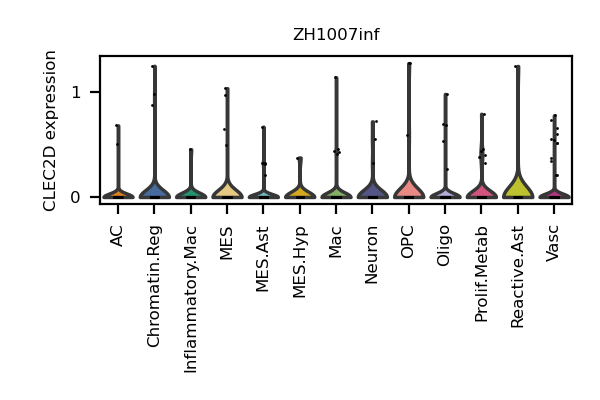 ZH1007inf
CLEC2D expression
1
0
AC
Chromatin.Reg
Inflammatory.Mac
MES
MES.Ast
MES.Hyp
Mac
Neuron
OPC
Oligo
Prolif.Metab
Reactive.Ast
Vasc